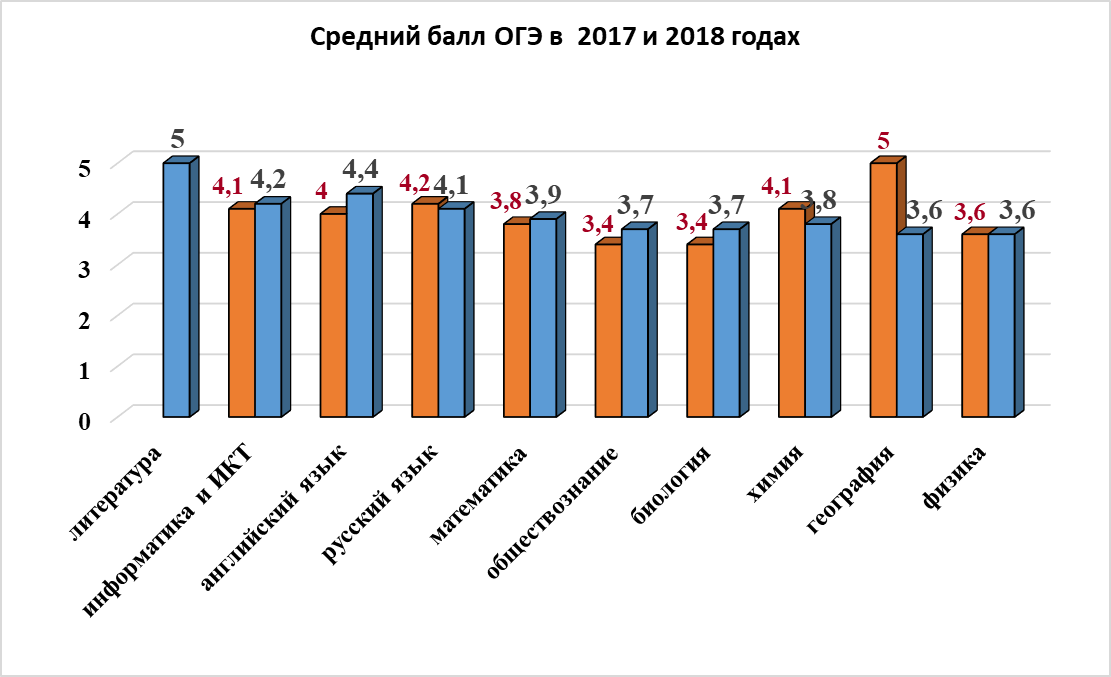 Средний балл ОГЭ в  2017 и 2018 годах
5
4,1
4,2
4
4,4
4,2
4,1
3,8
3,9
3,4
3,7
3,4
3,7
4,1
3,8
5
3,6
3,6
3,6
5
4
3
2
1
0
литература
информатика и ИКТ
английский язык
русский язык
математика
обществознание
биология
химия
география
физика